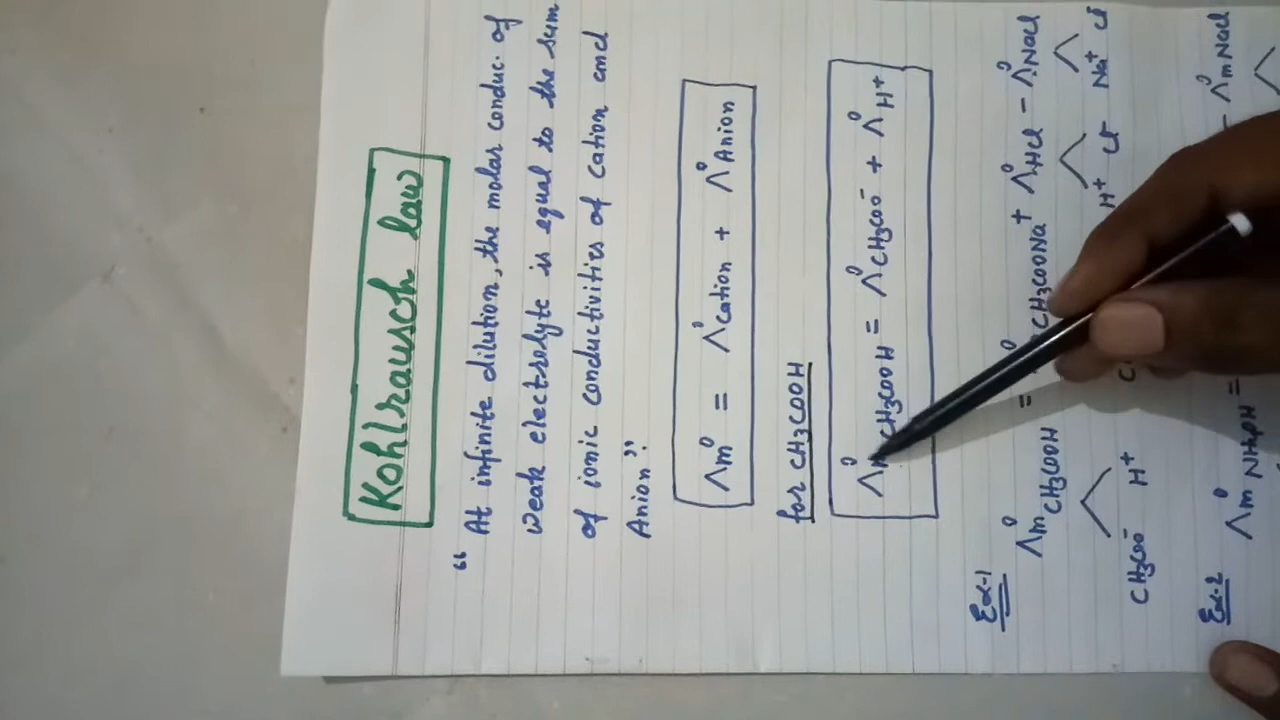 Kohlrausch law
“ At infinite dilution, the molar conduc. of
weak electrolyte is equal to the sum
of ionic conductivities of cation and
Anion”.
Λm° = Λ°cation + Λ°Anion
for CH3COOH
Λ°m CH3COOH = Λ°CH3COO⁻ + Λ°H⁺
Ex-1
Λ°m CH3COOH = Λ° CH3COONa + Λ°HCl - Λ°NaCl
CH3COO⁻ H⁺ H⁺ Cl⁻ Na⁺ Cl⁻
Ex-2
Λ°m NH4OH = - Λ°m NaCl